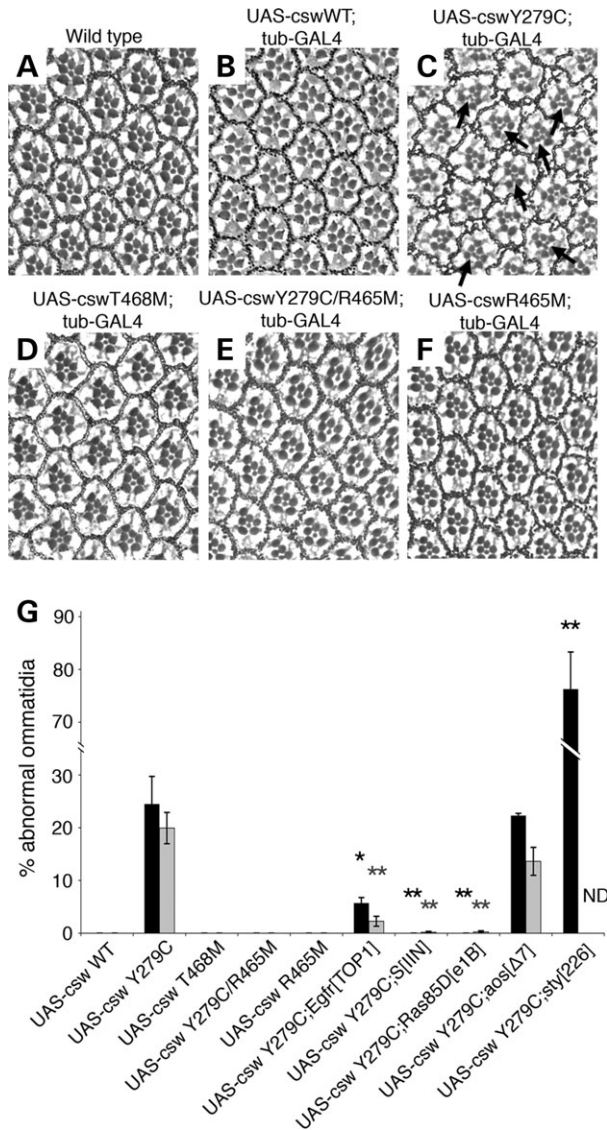 UAS-cswWT;
UAS-cswY279C;
Wild type
tub-GAL4
tub-GAL4
A
B
C
UAS-cswT468M;
UAS-cswY279C/R465M;
UAS-cswR465M;
tub-GAL4
tub-GAL4
tub-GAL4
D
E
F
G
% abnormal ommatidia
90
80
70
30
20
10
0
*
**
**
**
**
**
**
ND
UAS-csw WT
UAS-csw Y279C
UAS-csw T468M
UAS-csw Y279C/R465M
UAS-csw R465M
UAS-csw Y279C;Egfr[TOP1]
UAS-csw Y279C;S[IIN]
UAS-csw Y279C;Ras85D[e1B]
UAS-csw Y279C;aos[Δ7]
UAS-csw Y279C;sty[226]